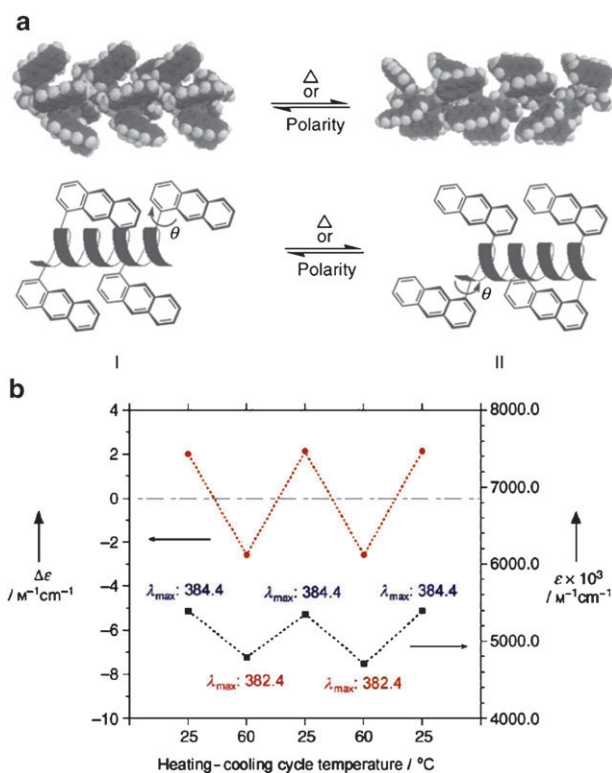 a
△
or
Polarity
θ
△
or
Polarity
θ
I
II
b
4
2
0
−2
−4
−6
−8
−10
8000.0
7000.0
6000.0
5000.0
4000.0
Δε
/ M⁻¹cm⁻¹
ε × 10³
/ M⁻¹cm⁻¹
λmax: 384.4
λmax: 384.4
λmax: 384.4
λmax: 382.4
λmax: 382.4
25
60
25
60
25
Heating–cooling cycle temperature / °C